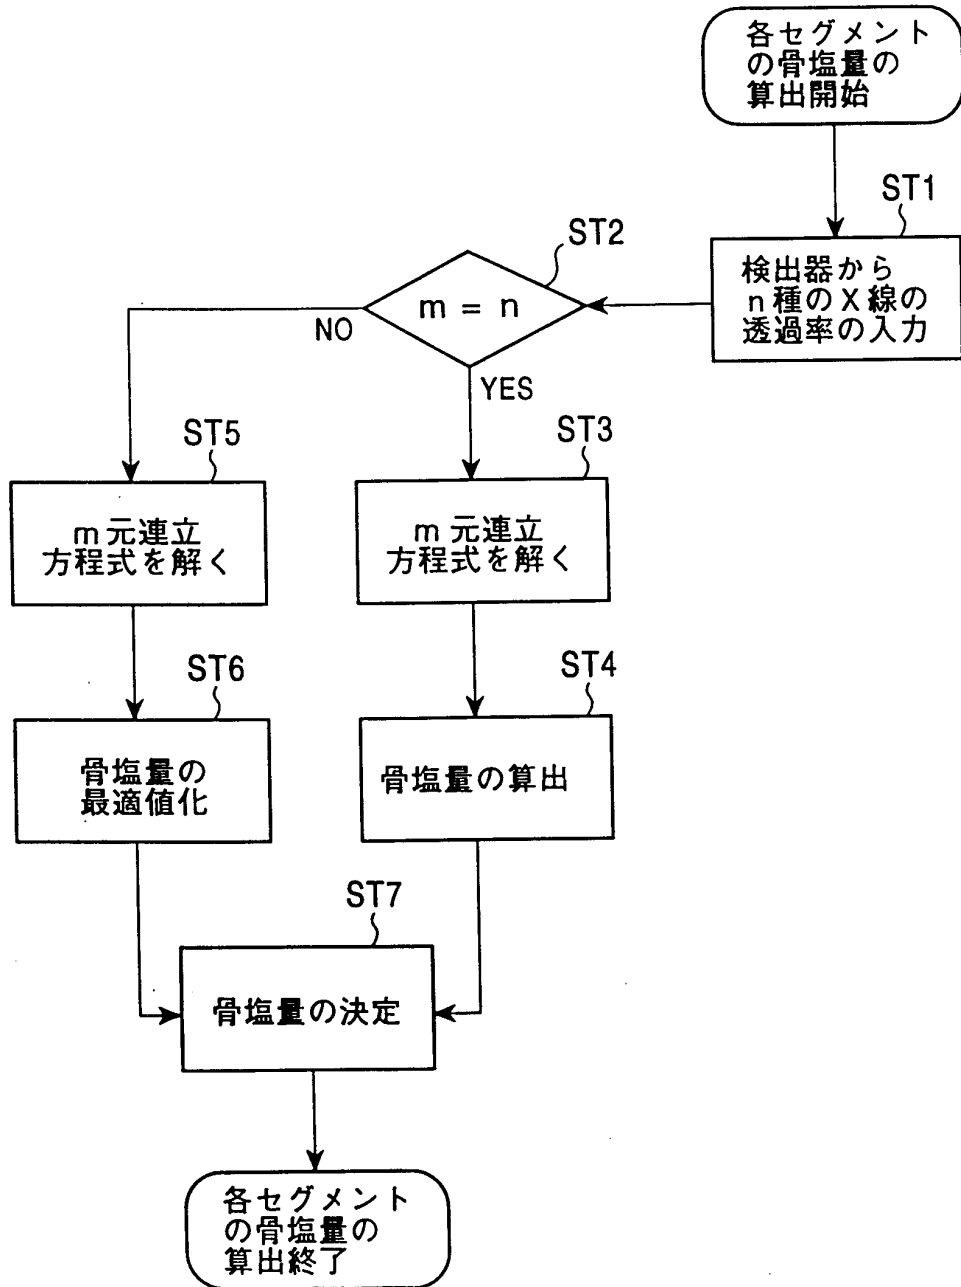 各セグメント
の骨塩量の
算出開始
ST1
検出器から
n種のX線の
透過率の入力
ST2
m = n
NO
YES
ST5
m元連立
方程式を解く
ST3
m元連立
方程式を解く
ST6
骨塩量の
最適値化
ST4
骨塩量の算出
ST7
骨塩量の決定
各セグメント
の骨塩量の
算出終了